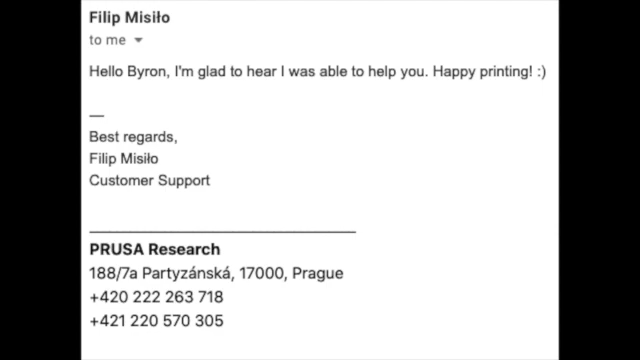 Filip Misiło
to me
Hello Byron, I'm glad to hear I was able to help you. Happy printing! :)
—
Best regards,
Filip Misiło
Customer Support
PRUSA Research
188/7a Partyzánská, 17000, Prague
+420 222 263 718
+421 220 570 305